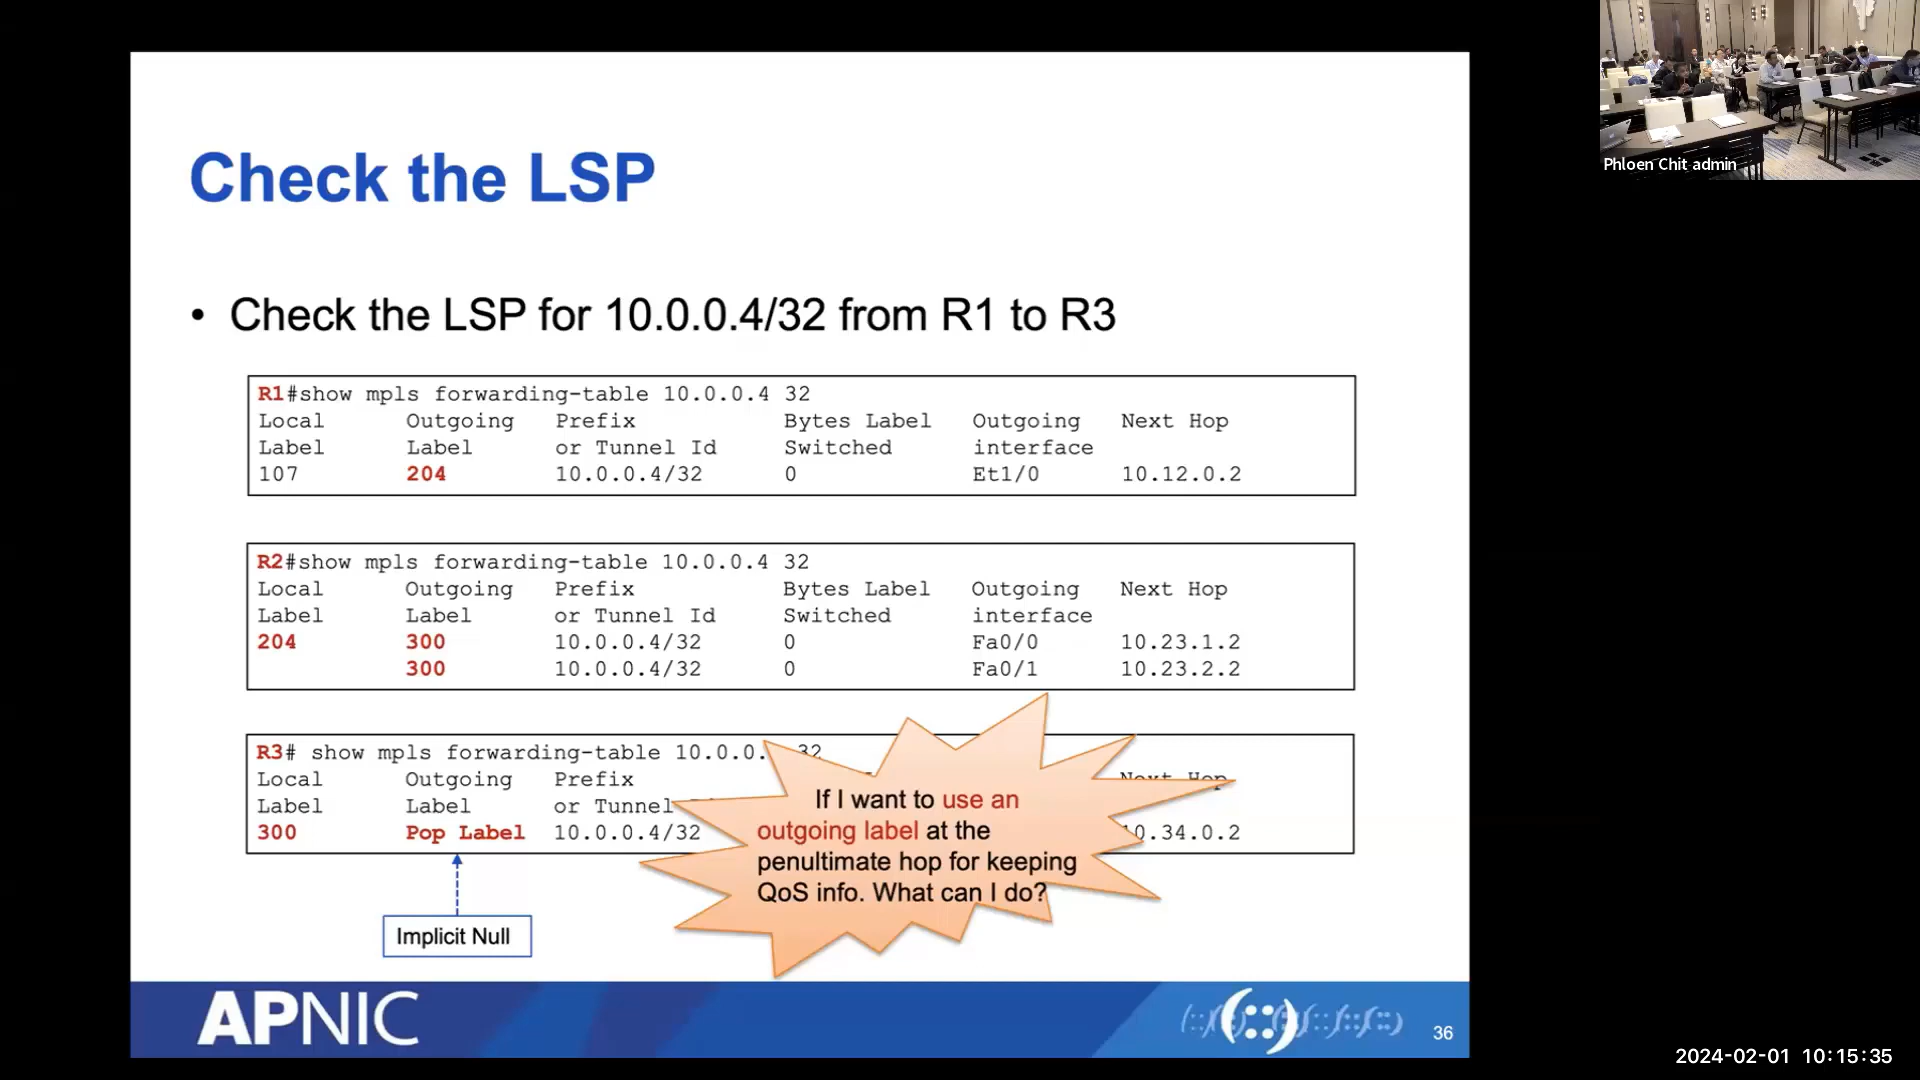 Phloen Chit admin
Check the LSP
• Check the LSP for 10.0.0.4/32 from R1 to R3
R1#show mpls forwarding-table 10.0.0.4 32
Local Outgoing Prefix Bytes Label Outgoing Next Hop
Label Label or Tunnel Id Switched interface
107 204 10.0.0.4/32 0 Et1/0 10.12.0.2
R2#show mpls forwarding-table 10.0.0.4 32
Local Outgoing Prefix Bytes Label Outgoing Next Hop
Label Label or Tunnel Id Switched interface
204 300 10.0.0.4/32 0 Fa0/0 10.23.1.2
300 10.0.0.4/32 0 Fa0/1 10.23.2.2
R3# show mpls forwarding-table 10.0.0. 32
Local Outgoing Prefix Next Hop
Label Label or Tunnel
300 Pop Label 10.0.0.4/32 10.34.0.2
If I want to use an
outgoing label at the
penultimate hop for keeping
QoS info. What can I do?
Implicit Null
APNIC
36
2024-02-01 10:15:35